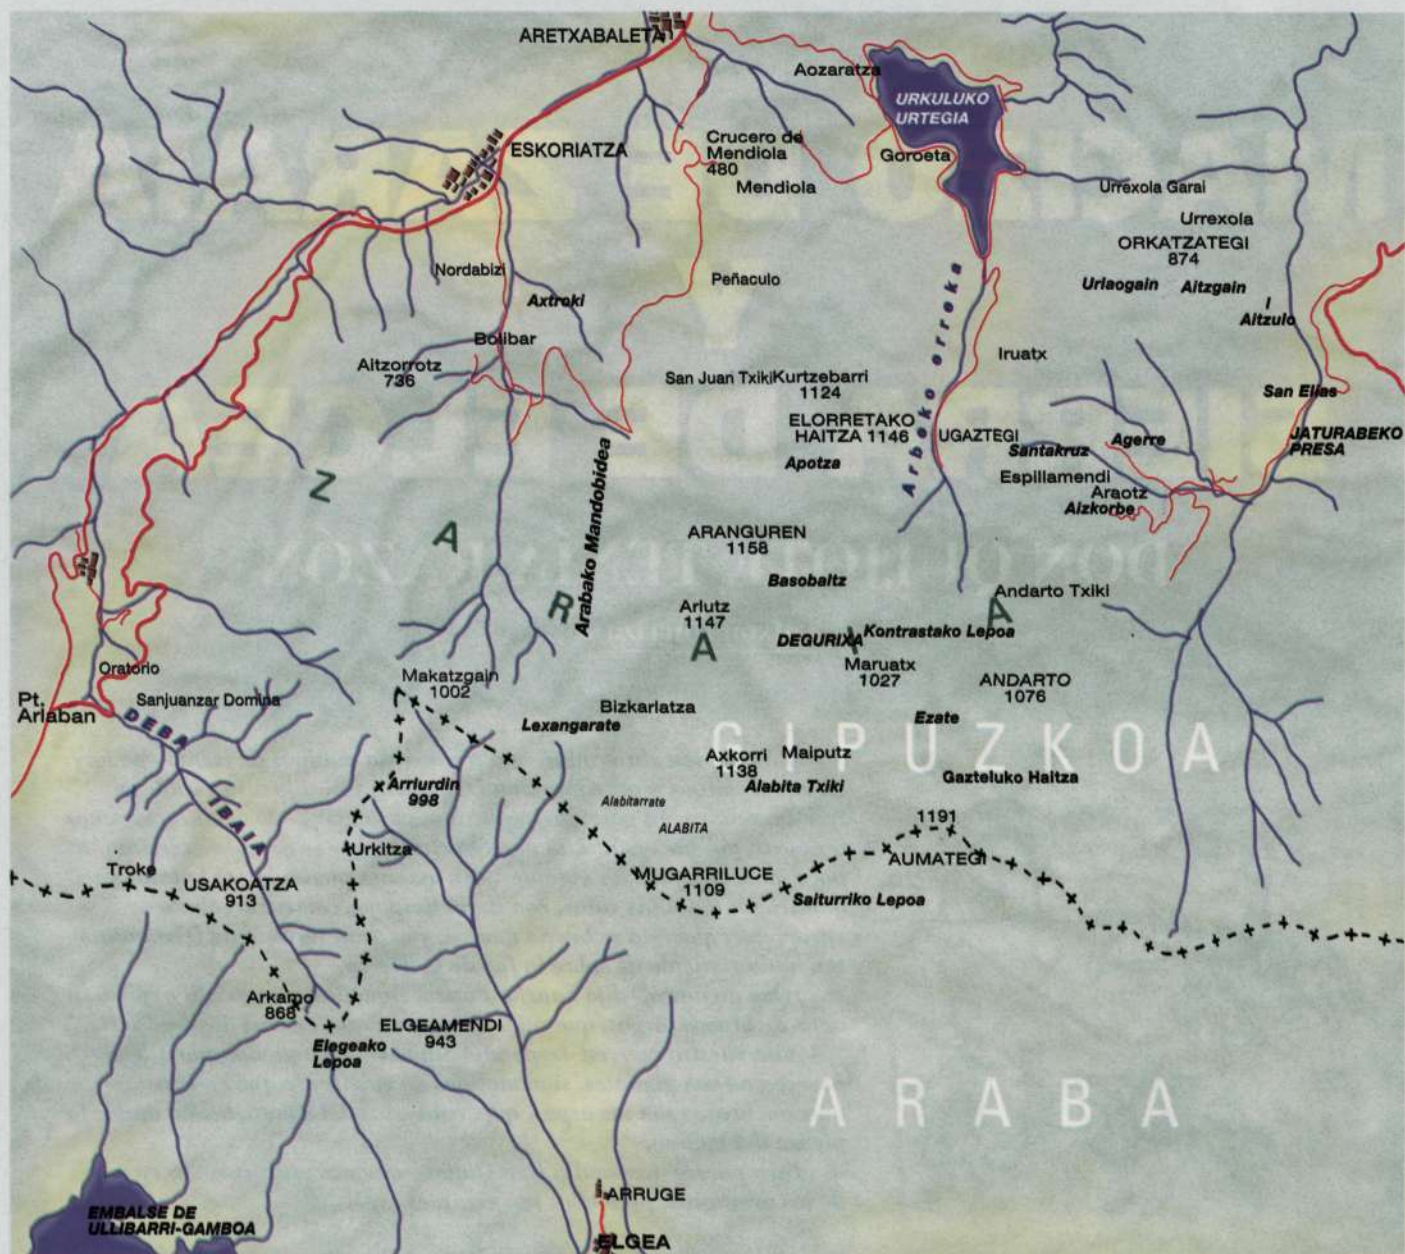 ARETXABALETA
Aozaratza
URKULUKO
URTEGIA
ESKORIATZA
Crucero de
Mendiola
480
Goroeta
Mendiola
Urrexola Garai
Urrexola
ORKATZATEGI
874
Nordabizi
Peñaculo
Axtroki
Urlaogain
Aitzgain
Aitzulo
Bolibar
Arbeko erreka
Iruatx
Aitzorrotz
736
San Juan Txiki
Kurtzebarri
1124
San Elias
ELORRETAKO
HAITZA 1146
UGAZTEGI
Agerre
JATURABEKO
PRESA
Santakruz
Apotza
Espillamendi
Araotz
Aizkorbe
Z A R A I A
Arabako Mandobidea
ARANGUREN
1158
Basobaltz
Andarto Txiki
Arlutz
1147
DEGURIXA
Kontrastako Lepoa
Oratorio
Makatzgain
1002
Maruatx
1027
ANDARTO
1076
Sanjuanzar Domina
Pt.
Arlaban
DEBA
IBAIA
Bizkarlatza
Lexangarate
Ezate
GIPUZKOA
Axkorri
1138
Maiputz
Alabita Txiki
Gazteluko Haitza
Arriurdin
998
Alabitarrate
ALABITA
1191
Urkitza
AUMATEGI
Troke
USAKOATZA
913
MUGARRILUCE
1109
Saiturriko Lepoa
Arkamo
868
ELGEAMENDI
943
Elegeako
Lepoa
ARABA
ARRUGE
EMBALSE DE
ULLIBARRI-GAMBOA
ELGEA